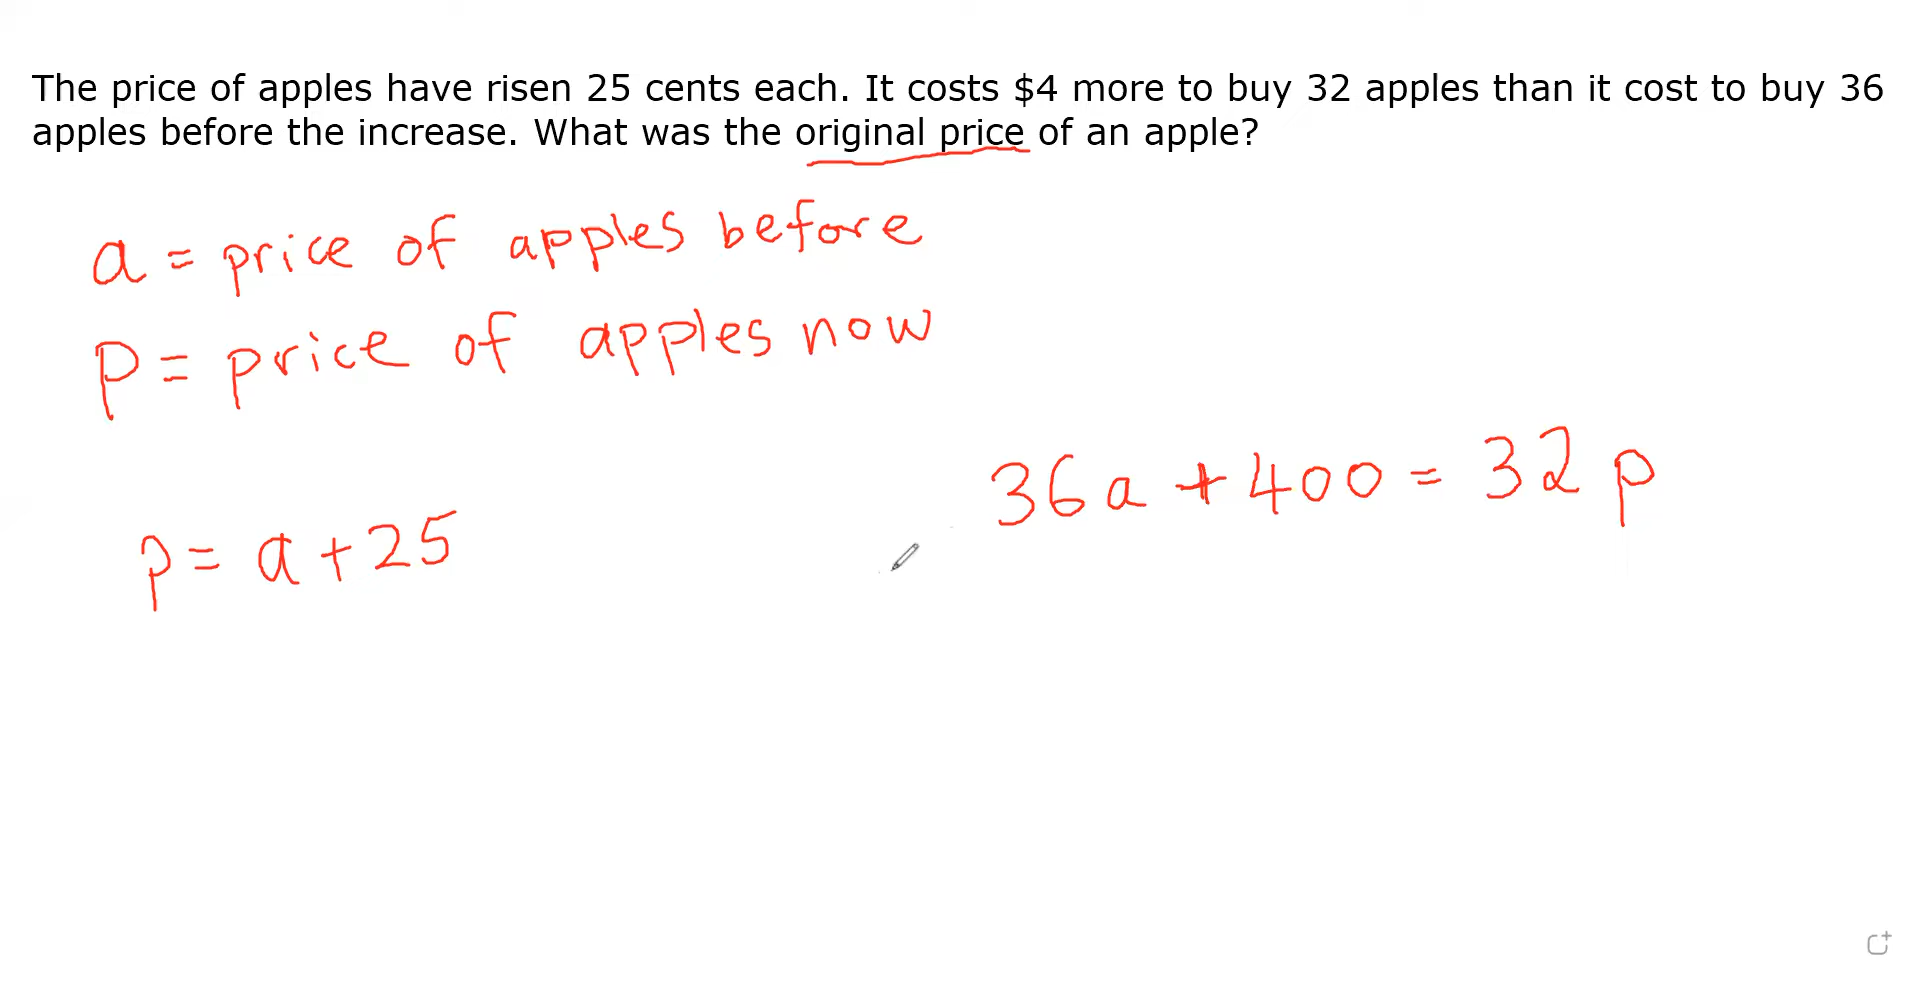 The price of apples have risen 25 cents each. It costs $4 more to buy 32 apples than it cost to buy 36
apples before the increase. What was the original price of an apple?
a = price of apples before
P = price of apples now
36a + 400 = 32p
p = a + 25